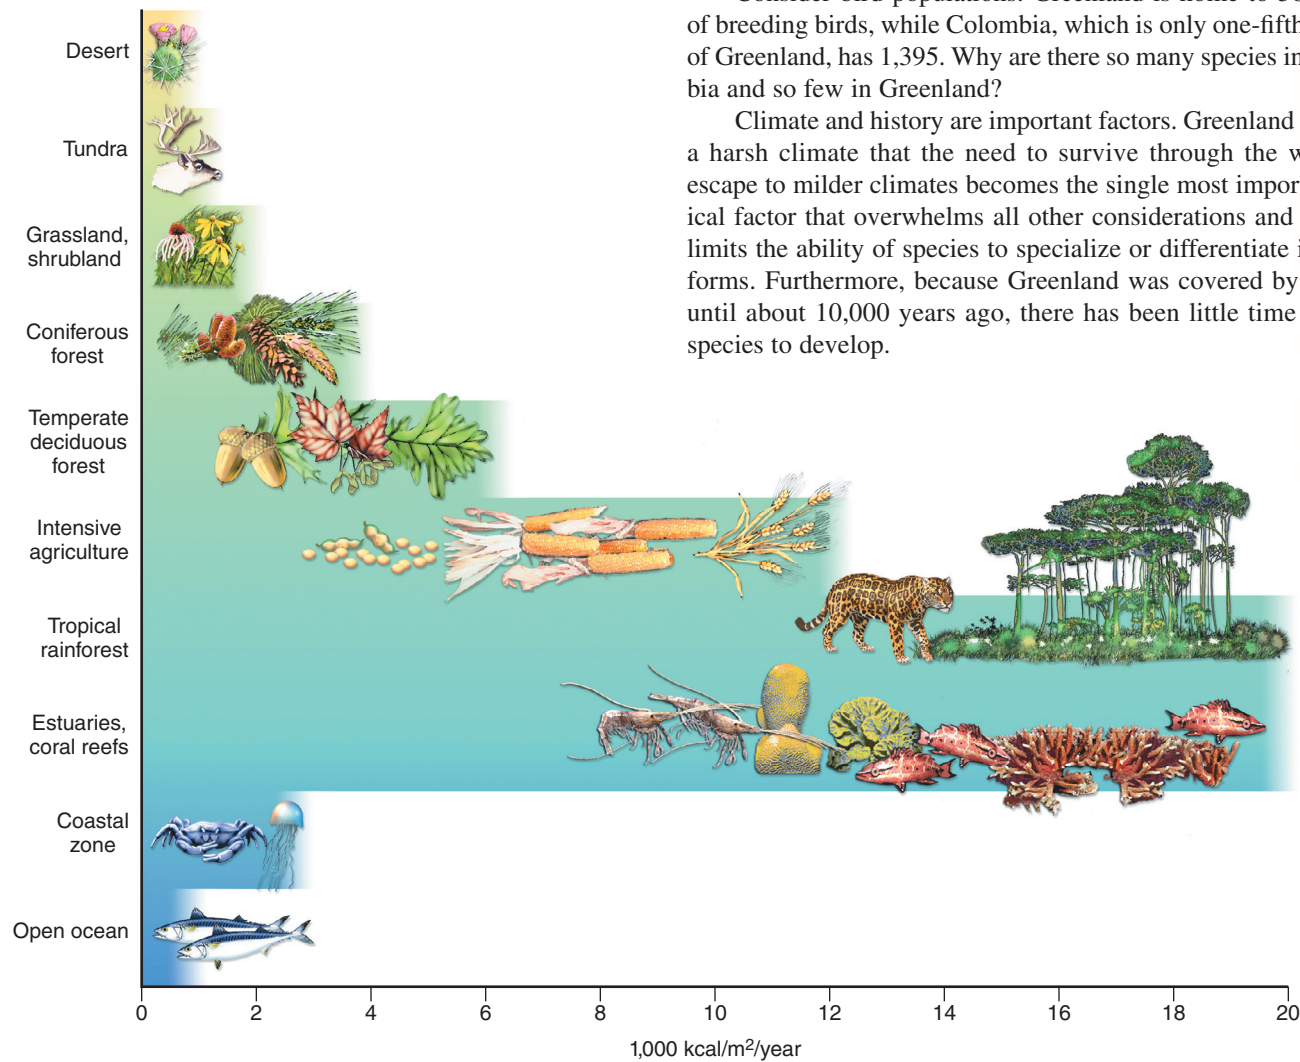 of breeding birds, while Colombia, which is only one-fifth
of Greenland, has 1,395. Why are there so many species in
bia and so few in Greenland?
Climate and history are important factors. Greenland
a harsh climate that the need to survive through the
escape to milder climates becomes the single most
ical factor that overwhelms all other considerations and
limits the ability of species to specialize or differentiate
forms. Furthermore, because Greenland was covered by
until about 10,000 years ago, there has been little time
species to develop.
Desert
Tundra
Grassland,
shrubland
Coniferous
forest
Temperate
deciduous
forest
Intensive
agriculture
Tropical
rainforest
Estuaries,
coral reefs
Coastal
zone
Open ocean
0 2 4 6 8 10 12 14 16 18 20
1,000 kcal/m²/year